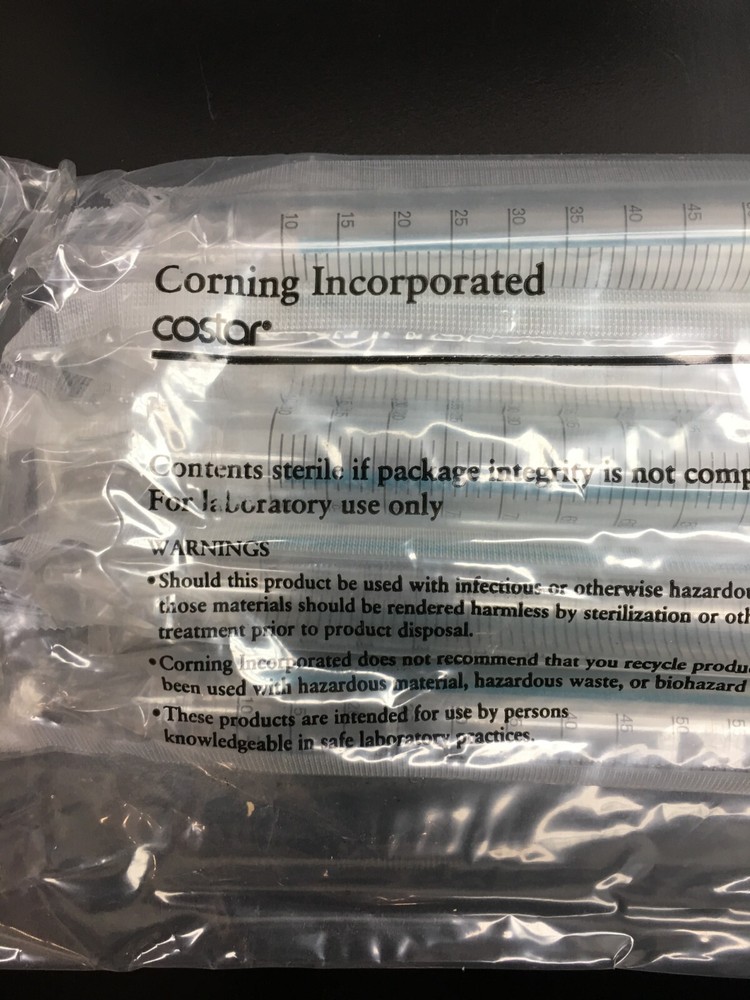 10 15 20 25 30 35 40 45
Corning Incorporated
costar®
Contents sterile if package integrity is not comp
For laboratory use only
WARNINGS
• Should this product be used with infectious or otherwise hazardou
those materials should be rendered harmless by sterilization or oth
treatment prior to product disposal.
• Corning Incorporated does not recommend that you recycle produ
been used with hazardous material, hazardous waste, or biohazard
• These products are intended for use by persons
knowledgeable in safe laboratory practices.
45 50